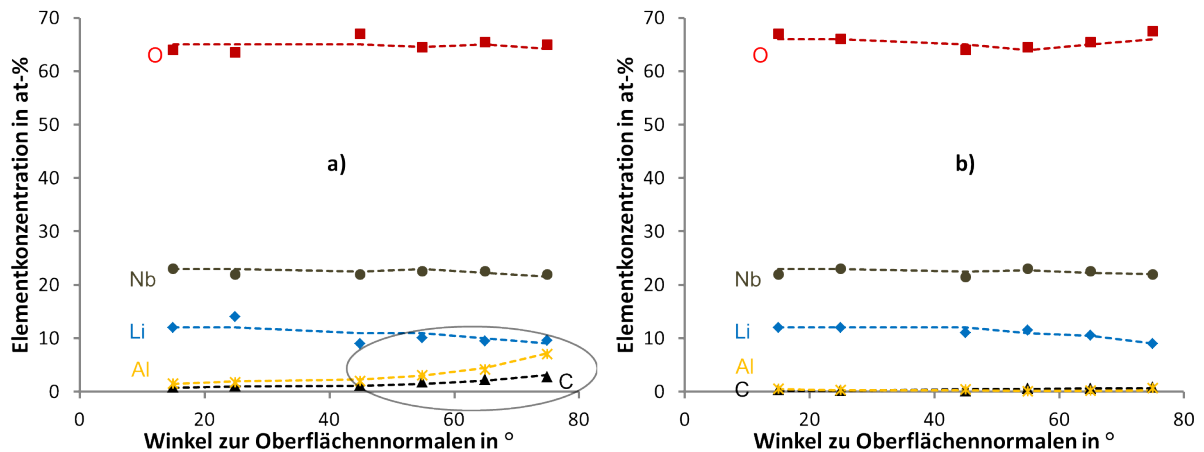 Elementkonzentration in at-%
70
60
50
40
30
20
10
0
0 20 40 60 80
Winkel zur Oberflächennormalen in °
a)
O
Nb
Li
Al
C
Elementkonzentration in at-%
70
60
50
40
30
20
10
0
0 20 40 60 80
Winkel zu Oberflächennormalen in °
b)
O
Nb
Li
Al
C